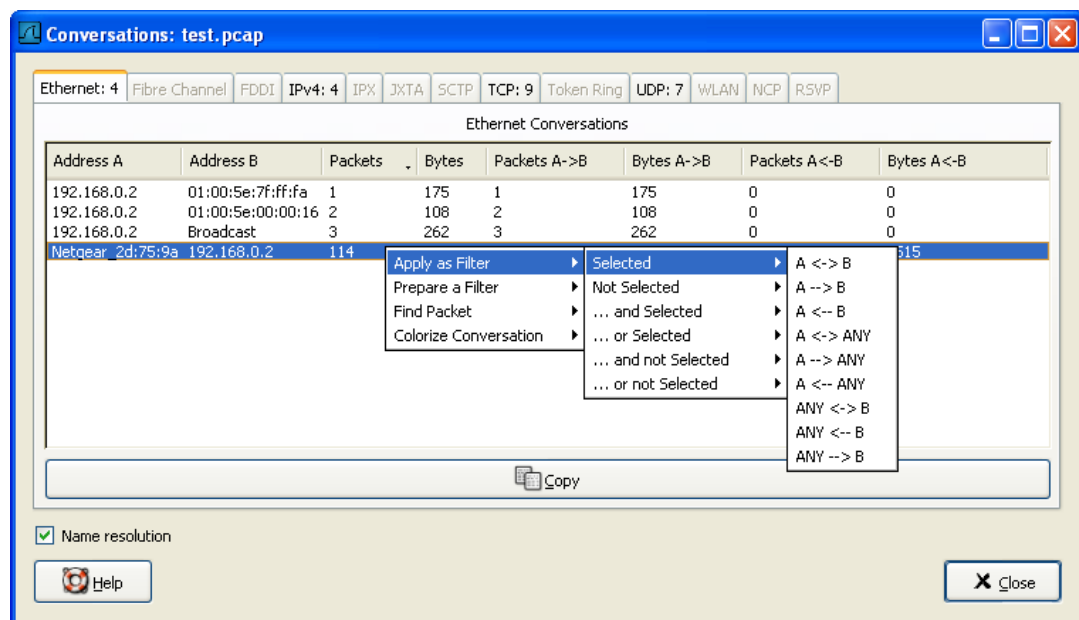 Conversations: test.pcap
Ethernet: 4 Fibre Channel FDDI IPv4: 4 IPX JXTA SCTP TCP: 9 Token Ring UDP: 7 WLAN NCP RSVP
Ethernet Conversations
Address A Address B Packets Bytes Packets A->B Bytes A->B Packets A<-B Bytes A<-B
192.168.0.2 01:00:5e:7f:ff:fa 1 175 1 175 0 0
192.168.0.2 01:00:5e:00:00:16 2 108 2 108 0 0
192.168.0.2 Broadcast 3 262 3 262 0 0
Netgear_2d:75:9a 192.168.0.2 114
Apply as Filter
Prepare a Filter
Find Packet
Colorize Conversation
Selected
Not Selected
... and Selected
... or Selected
... and not Selected
... or not Selected
A <-> B
A --> B
A <-- B
A <-> ANY
A --> ANY
A <-- ANY
ANY <-> B
ANY <-- B
ANY --> B
Copy
Name resolution
Help
Close